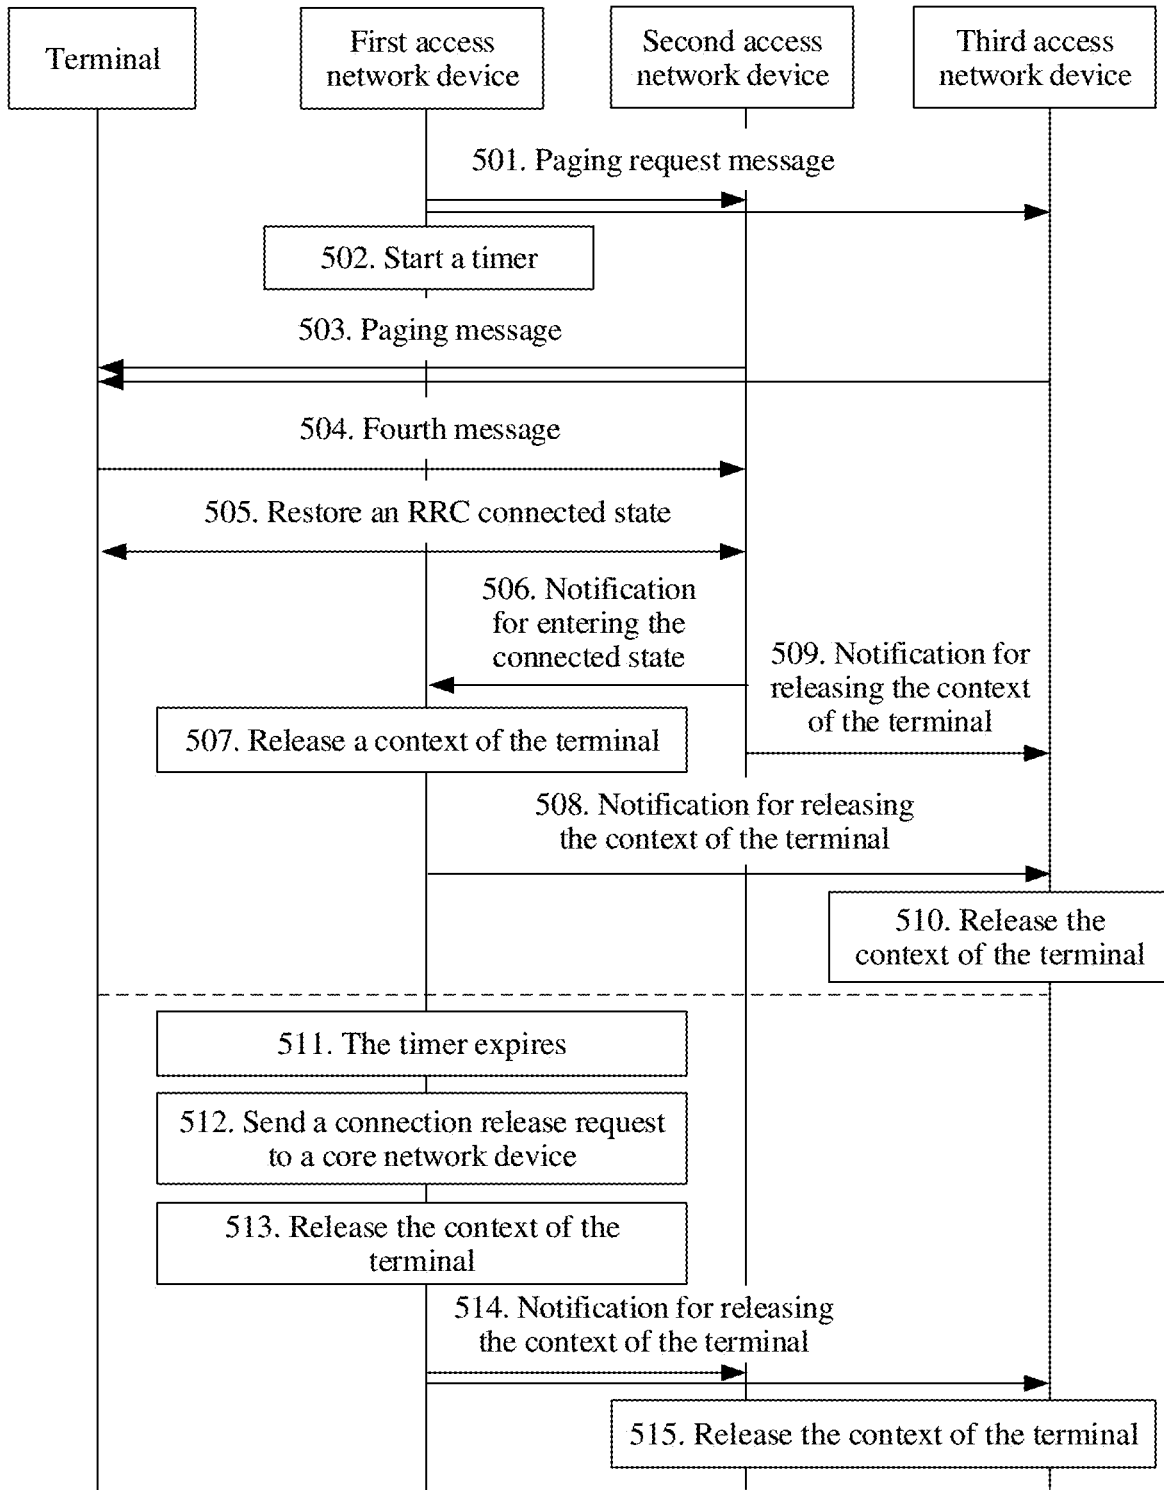 Terminal
First access
network device
Second access
network device
Third access
network device
501. Paging request message
502. Start a timer
503. Paging message
504. Fourth message
505. Restore an RRC connected state
506. Notification
for entering the
connected state
509. Notification for
releasing the context
of the terminal
507. Release a context of the terminal
508. Notification for releasing
the context of the terminal
510. Release the
context of the terminal
511. The timer expires
512. Send a connection release request
to a core network device
513. Release the context of the
terminal
514. Notification for releasing
the context of the terminal
515. Release the context of the terminal